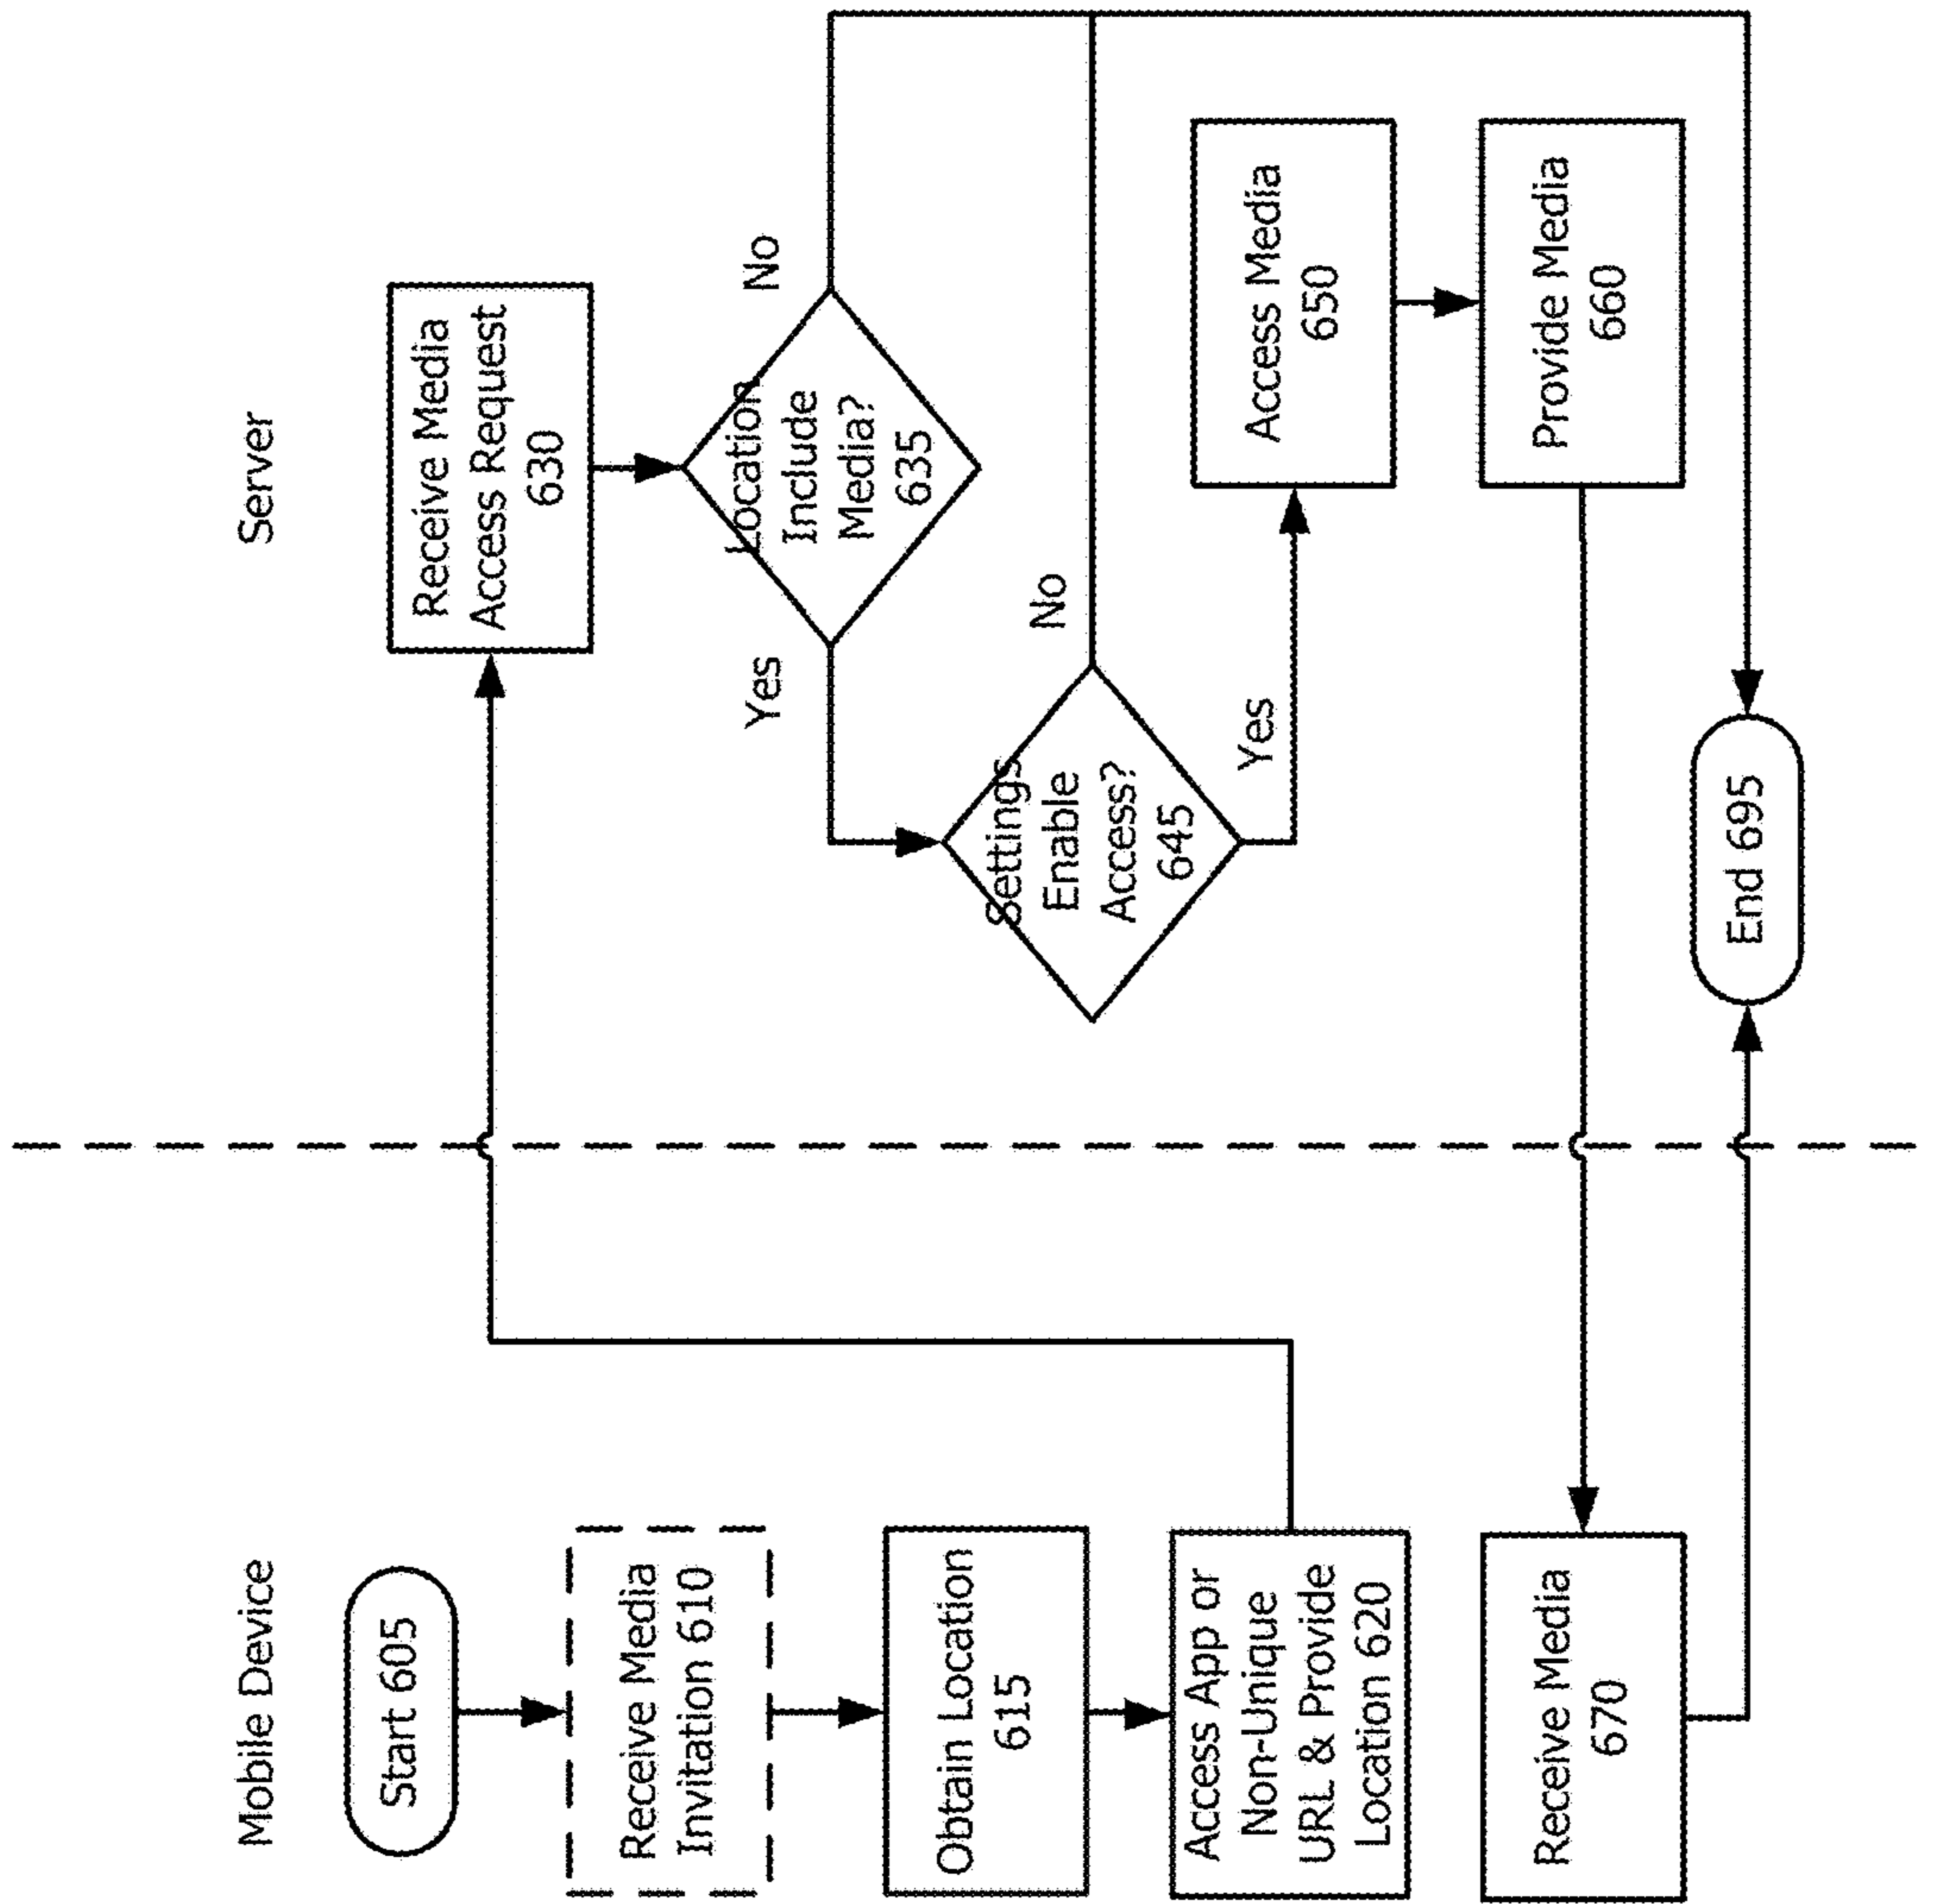 Mobile Device
Start 605
Receive Media
Invitation 610
Obtain Location
615
Access App or
Non-Unique
URL & Provide
Location 620
Receive Media
670
Server
Receive Media
Access Request
630
Location
Include
Media?
635
Yes
No
Settings
Enable
Access?
645
No
Yes
Access Media
650
Provide Media
660
End 695